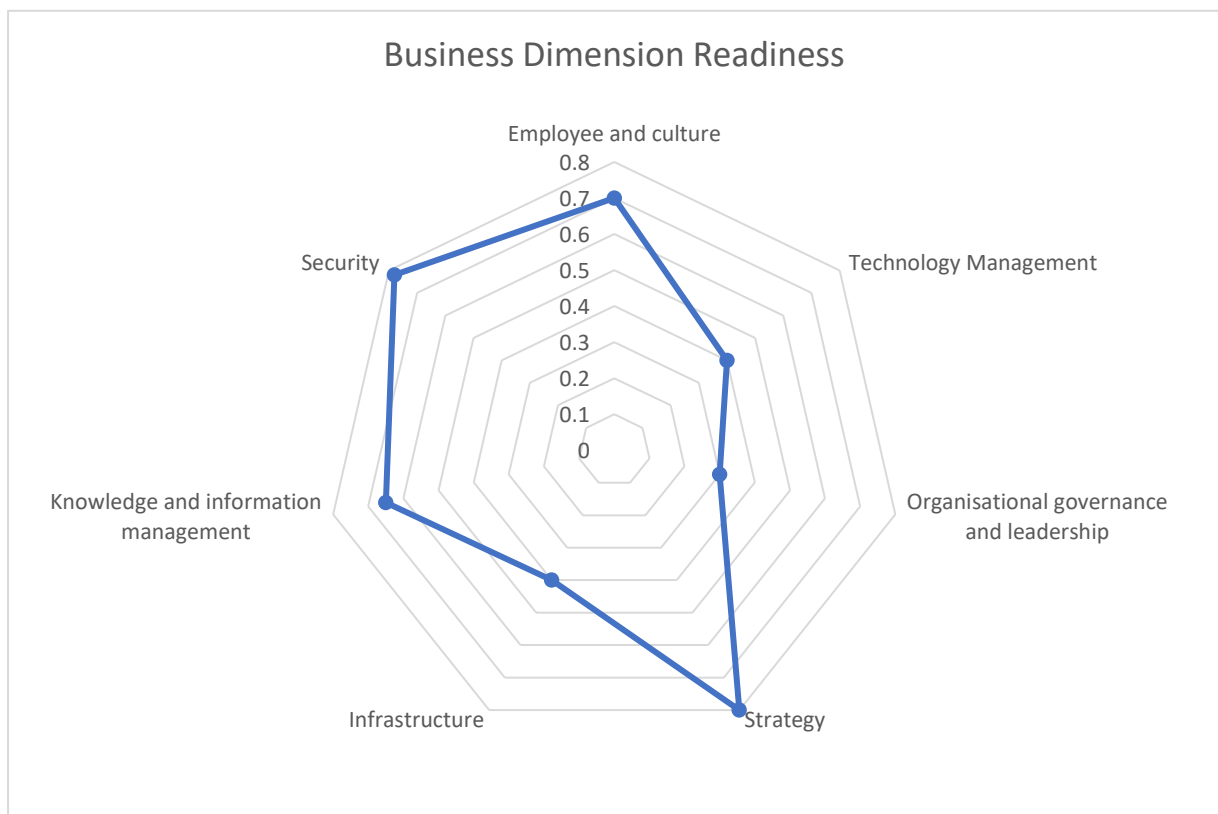 Business Dimension Readiness
Employee and culture
0.8
0.7
0.6
0.5
0.4
0.3
0.2
0.1
0
Security
Technology Management
Knowledge and information
management
Organisational governance
and leadership
Infrastructure
Strategy